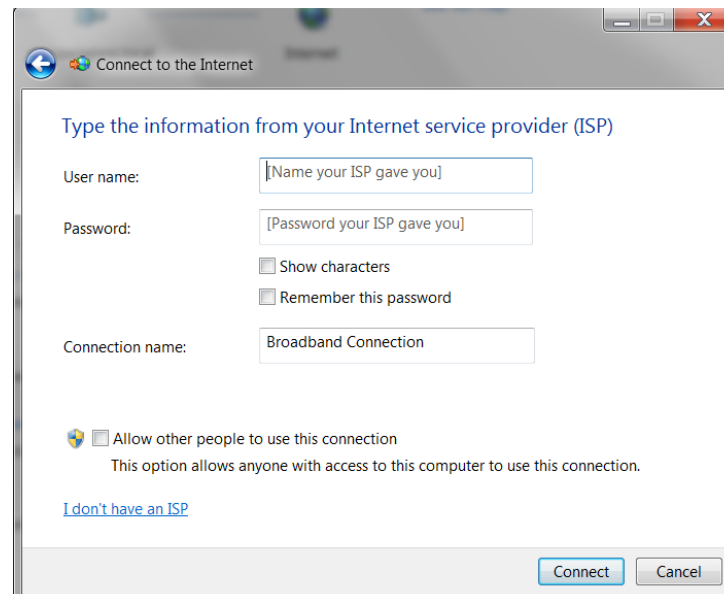 Connect to the Internet
Type the information from your Internet service provider (ISP)
User name:
[Name your ISP gave you]
Password:
[Password your ISP gave you]
Show characters
Remember this password
Connection name:
Broadband Connection
Allow other people to use this connection
This option allows anyone with access to this computer to use this connection.
I don't have an ISP
Connect
Cancel